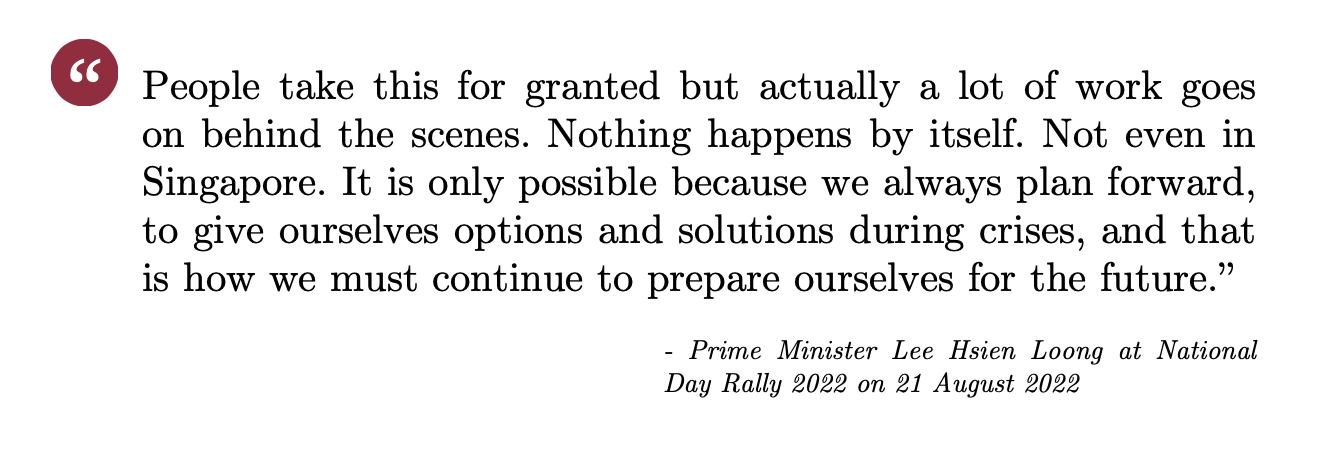 “
People take this for granted but actually a lot of work goes
on behind the scenes. Nothing happens by itself. Not even in
Singapore. It is only possible because we always plan forward,
to give ourselves options and solutions during crises, and that
is how we must continue to prepare ourselves for the future.”
- Prime Minister Lee Hsien Loong at National
Day Rally 2022 on 21 August 2022